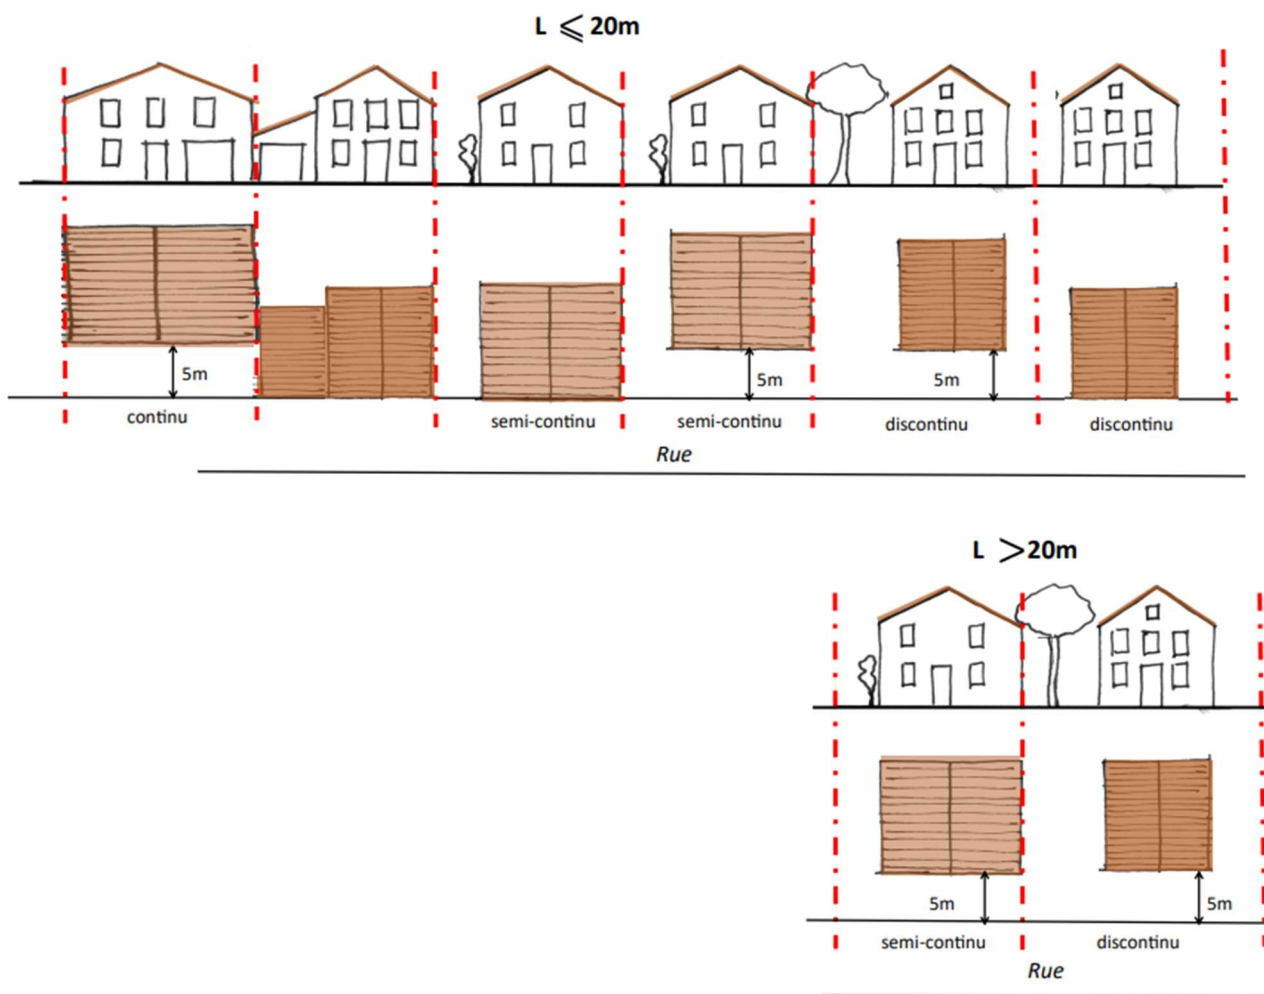 L ⩽ 20m
5m
5m
5m
continu
semi-continu
semi-continu
discontinu
discontinu
Rue
L >20m
5m
5m
semi-continu
discontinu
Rue